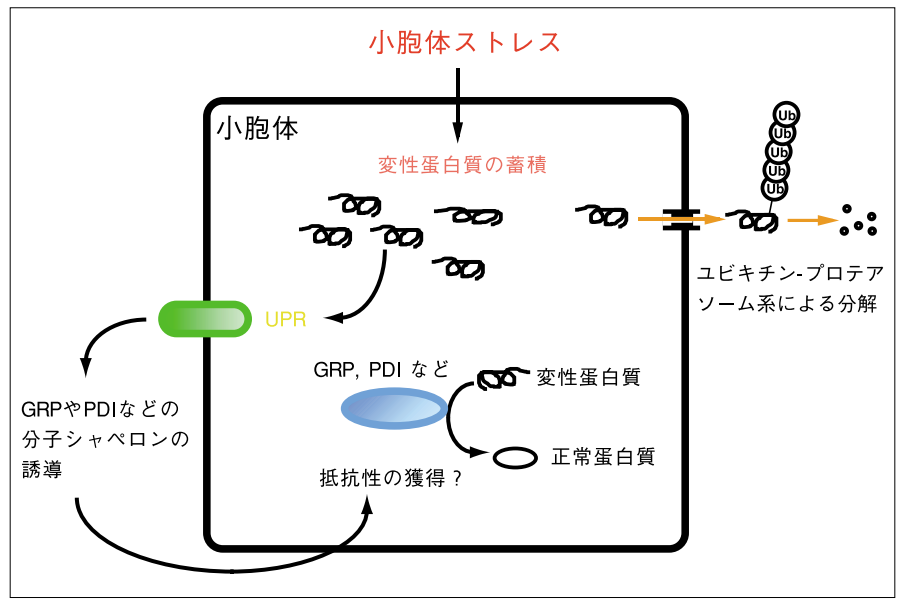 小胞体ストレス
小胞体
変性蛋白質の蓄積
Ub
Ub
Ub
Ub
Ub
ユビキチン-プロテア
ソーム系による分解
UPR
GRP, PDI など
変性蛋白質
正常蛋白質
GRPやPDIなどの
分子シャペロンの
誘導
抵抗性の獲得？